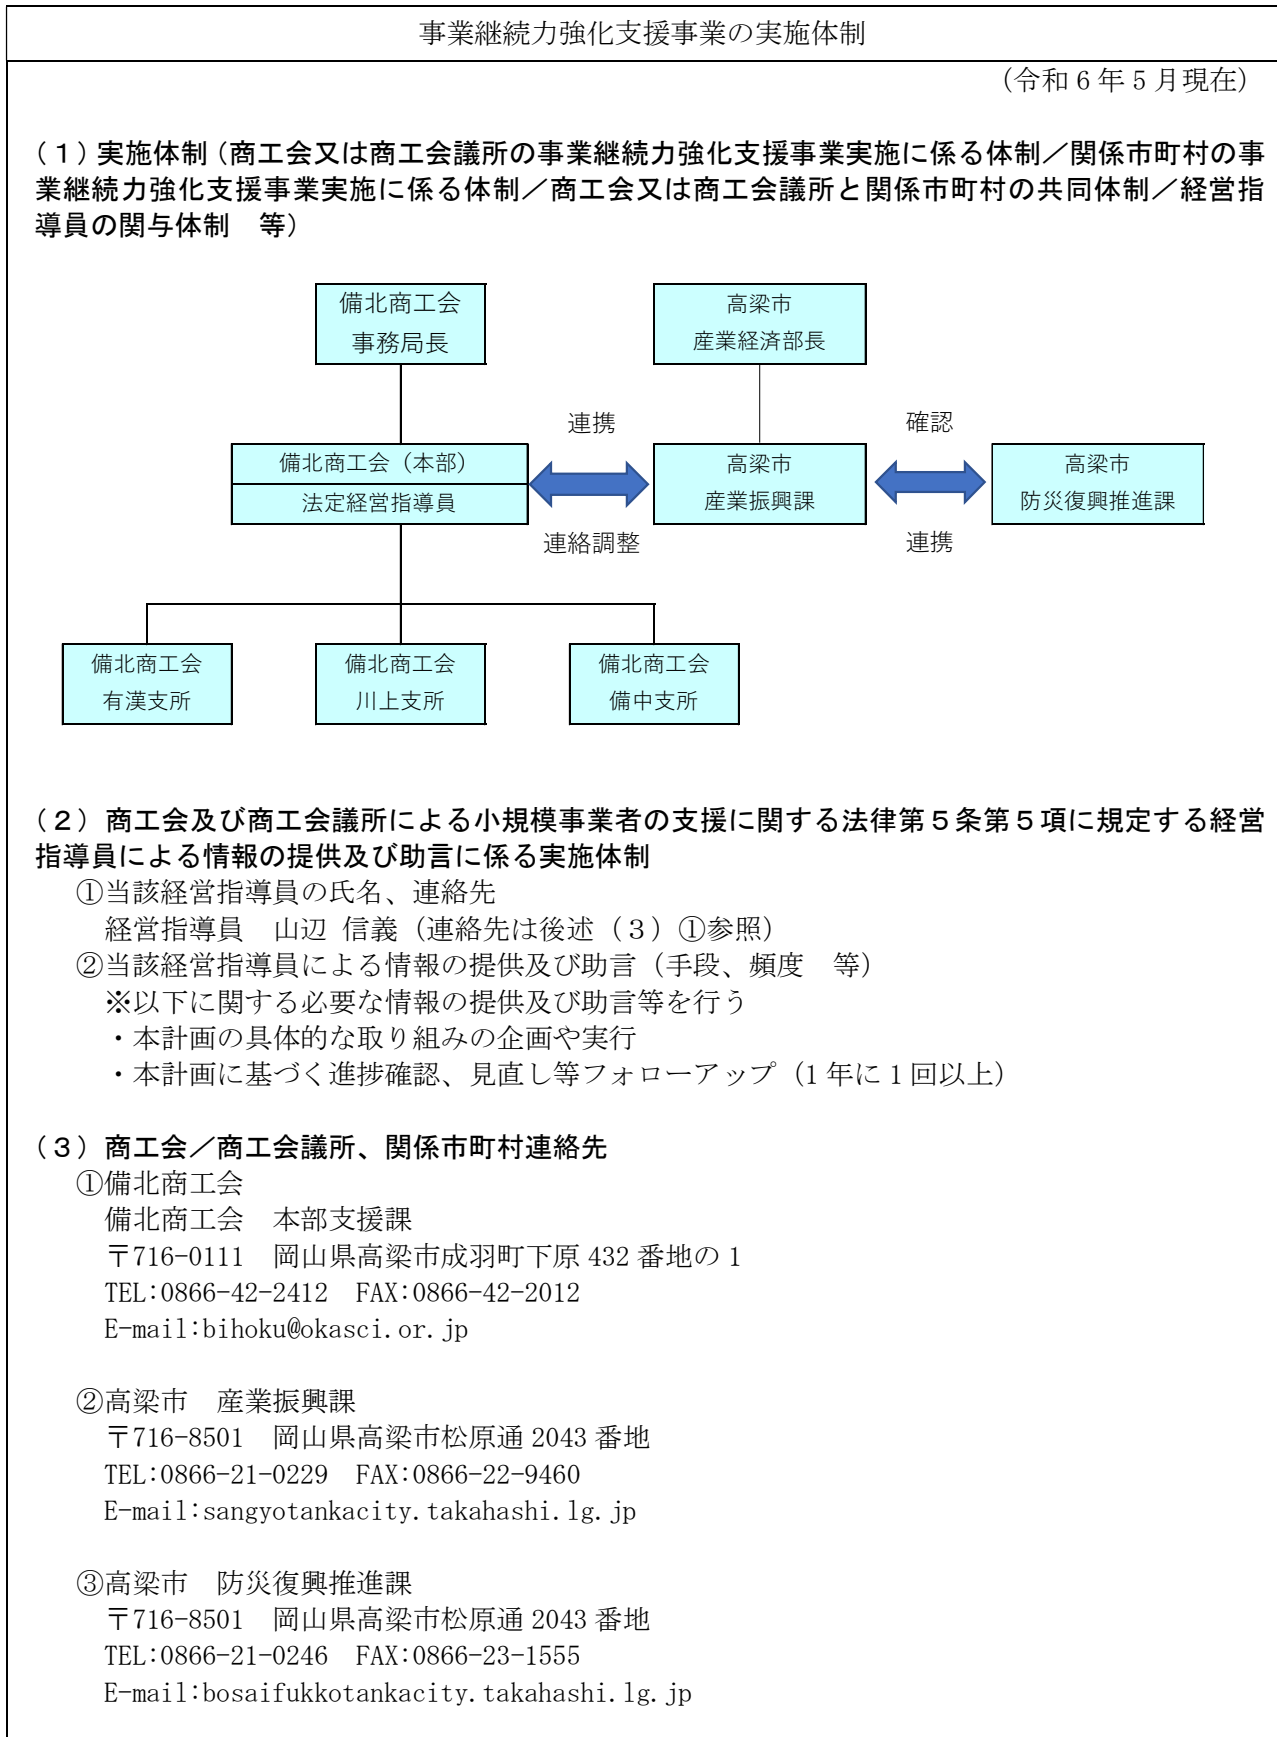 事業継続力強化支援事業の実施体制
（令和６年５月現在）
（１）実施体制（商工会又は商工会議所の事業継続力強化支援事業実施に係る体制／関係市町村の事
業継続力強化支援事業実施に係る体制／商工会又は商工会議所と関係市町村の共同体制／経営指
導員の関与体制　等）
備北商工会
事務局長
高梁市
産業経済部長
連携
確認
備北商工会（本部）
法定経営指導員
高梁市
産業振興課
高梁市
防災復興推進課
連絡調整
連携
備北商工会
有漢支所
備北商工会
川上支所
備北商工会
備中支所
（２）商工会及び商工会議所による小規模事業者の支援に関する法律第５条第５項に規定する経営
指導員による情報の提供及び助言に係る実施体制
①当該経営指導員の氏名、連絡先
経営指導員　山辺 信義（連絡先は後述（３）①参照）
②当該経営指導員による情報の提供及び助言（手段、頻度　等）
※以下に関する必要な情報の提供及び助言等を行う
・本計画の具体的な取り組みの企画や実行
・本計画に基づく進捗確認、見直し等フォローアップ（1 年に 1 回以上）
（３）商工会／商工会議所、関係市町村連絡先
①備北商工会
備北商工会　本部支援課
〒716-0111　岡山県高梁市成羽町下原 432 番地の 1
TEL:0866-42-2412　FAX:0866-42-2012
E-mail:bihoku@okasci.or.jp
②高梁市　産業振興課
〒716-8501　岡山県高梁市松原通 2043 番地
TEL:0866-21-0229　FAX:0866-22-9460
E-mail:sangyotankacity.takahashi.lg.jp
③高梁市　防災復興推進課
〒716-8501　岡山県高梁市松原通 2043 番地
TEL:0866-21-0246　FAX:0866-23-1555
E-mail:bosaifukkotankacity.takahashi.lg.jp